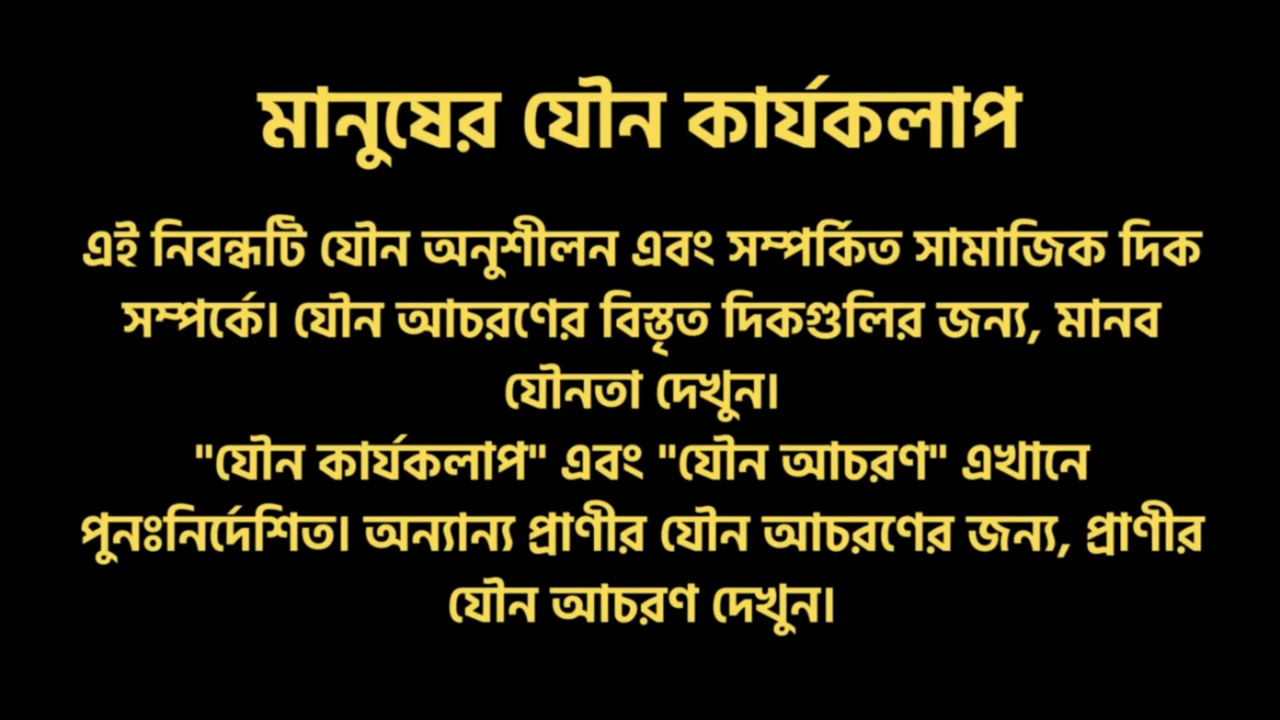 মানুষের যৌন কার্যকলাপ
এই নিবন্ধটি যৌন অনুশীলন এবং সম্পর্কিত সামাজিক দিক
সম্পর্কে। যৌন আচরণের বিস্তৃত দিকগুলির জন্য, মানব
যৌনতা দেখুন।
"যৌন কার্যকলাপ" এবং "যৌন আচরণ" এখানে
পুনঃনির্দেশিত। অন্যান্য প্রাণীর যৌন আচরণের জন্য, প্রাণীর
যৌন আচরণ দেখুন।